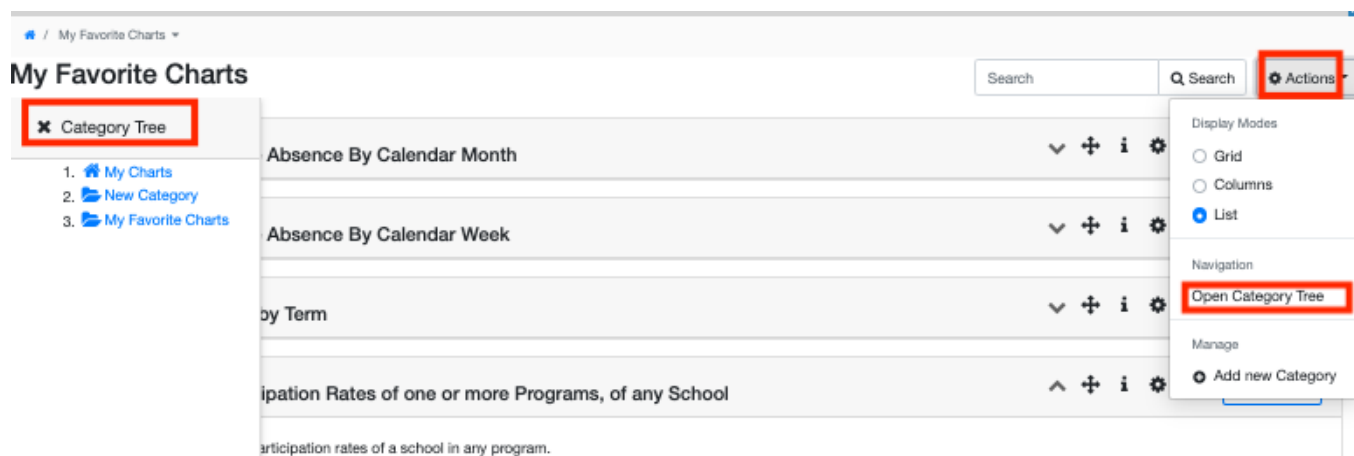 / My Favorite Charts
My Favorite Charts
Search
Search
Actions
Category Tree
1. My Charts
2. New Category
3. My Favorite Charts
Absence By Calendar Month
Absence By Calendar Week
by Term
ipation Rates of one or more Programs, of any School
articipation rates of a school in any program.
Display Modes
Grid
Columns
List
Navigation
Open Category Tree
Manage
Add new Category